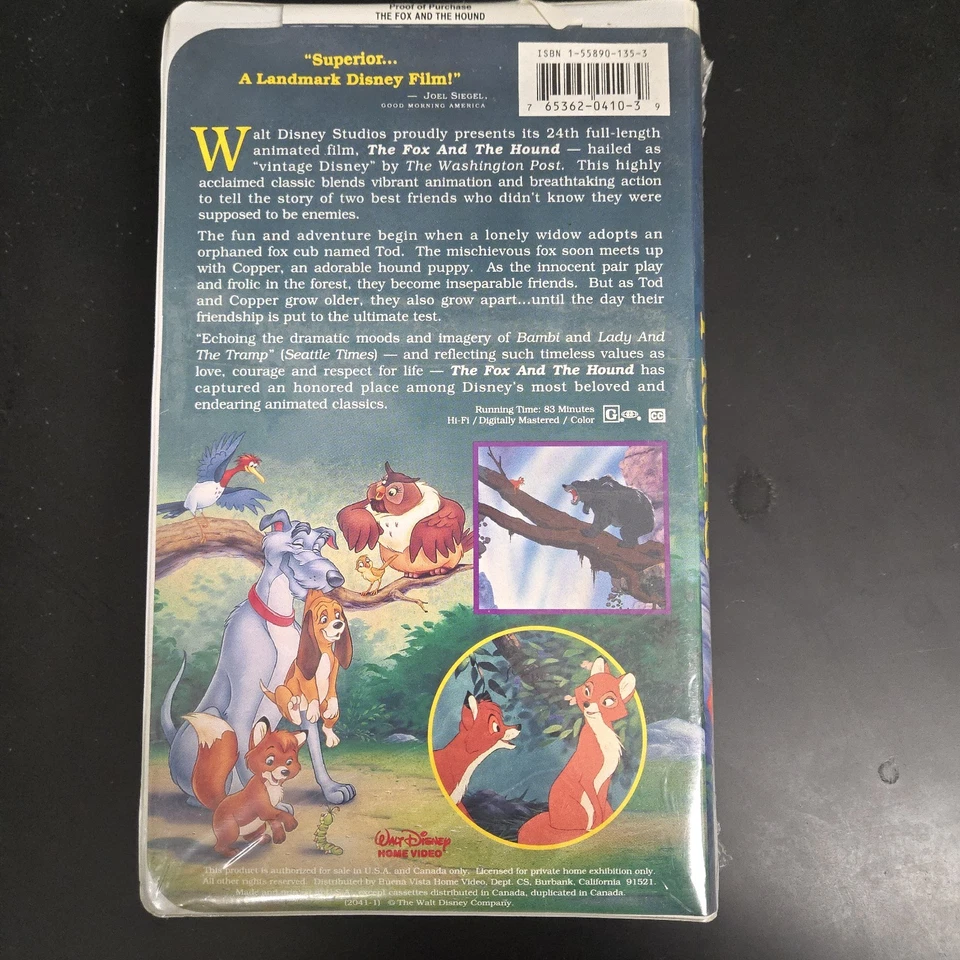 Proof of Purchase
THE FOX AND THE HOUND
"Superior...
A Landmark Disney Film!"
— JOEL SIEGEL,
GOOD MORNING AMERICA
ISBN 1-55890-135-3
7 65362-0410-3 9
Walt Disney Studios proudly presents its 24th full-length
animated film, The Fox And The Hound — hailed as
"vintage Disney" by The Washington Post. This highly
acclaimed classic blends vibrant animation and breathtaking action
to tell the story of two best friends who didn't know they were
supposed to be enemies.
The fun and adventure begin when a lonely widow adopts an
orphaned fox cub named Tod. The mischievous fox soon meets up
with Copper, an adorable hound puppy. As the innocent pair play
and frolic in the forest, they become inseparable friends. But as Tod
and Copper grow older, they also grow apart...until the day their
friendship is put to the ultimate test.
"Echoing the dramatic moods and imagery of Bambi and Lady And
The Tramp" (Seattle Times) — and reflecting such timeless values as
love, courage and respect for life — The Fox And The Hound has
captured an honored place among Disney's most beloved and
endearing animated classics.
Running Time: 83 Minutes
Hi-Fi / Digitally Mastered / Color
G
CC
Walt Disney
HOME VIDEO
This product is authorized for sale in U.S.A. and Canada only. Licensed for private home exhibition only.
All other rights reserved. Distributed by Buena Vista Home Video, Dept. CS, Burbank, California 91521.
Made and except cassettes distributed in Canada, duplicated in Canada.
(2041-1) © The Walt Disney Company.